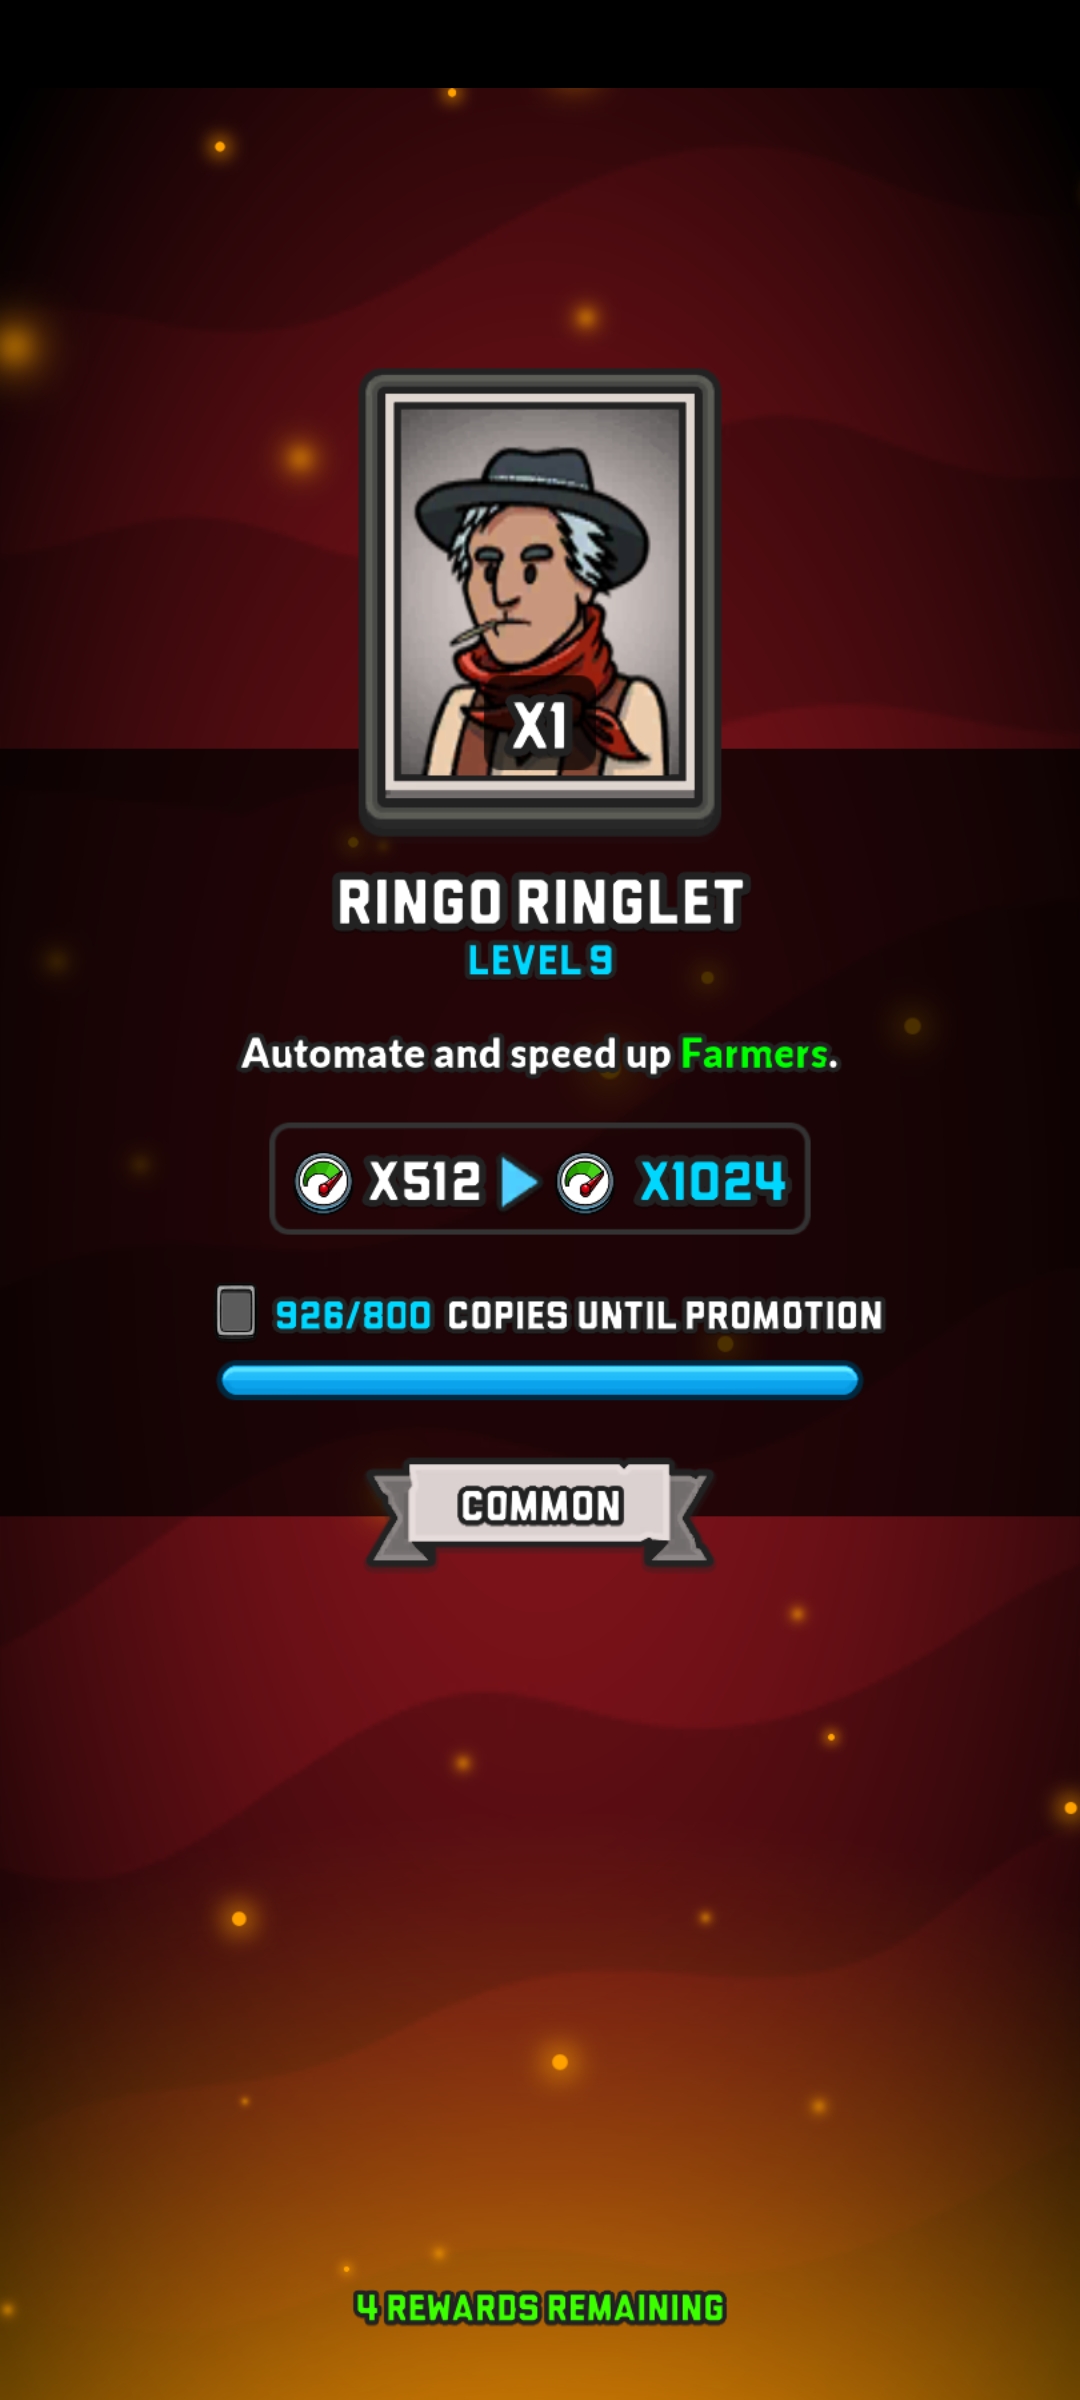 X1
RINGO RINGLET
LEVEL 9
Automate and speed up Farmers.
X512 X1024
926/800 COPIES UNTIL PROMOTION
COMMON
4 REWARDS REMAINING